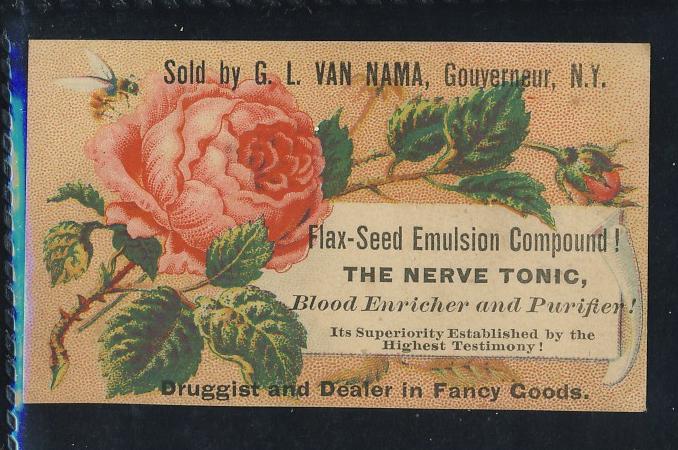 Sold by G. L. VAN NAMA, Gouverneur, N.Y.
Flax-Seed Emulsion Compound!
THE NERVE TONIC,
Blood Enricher and Purifier!
Its Superiority Established by the
Highest Testimony!
Druggist and Dealer in Fancy Goods.